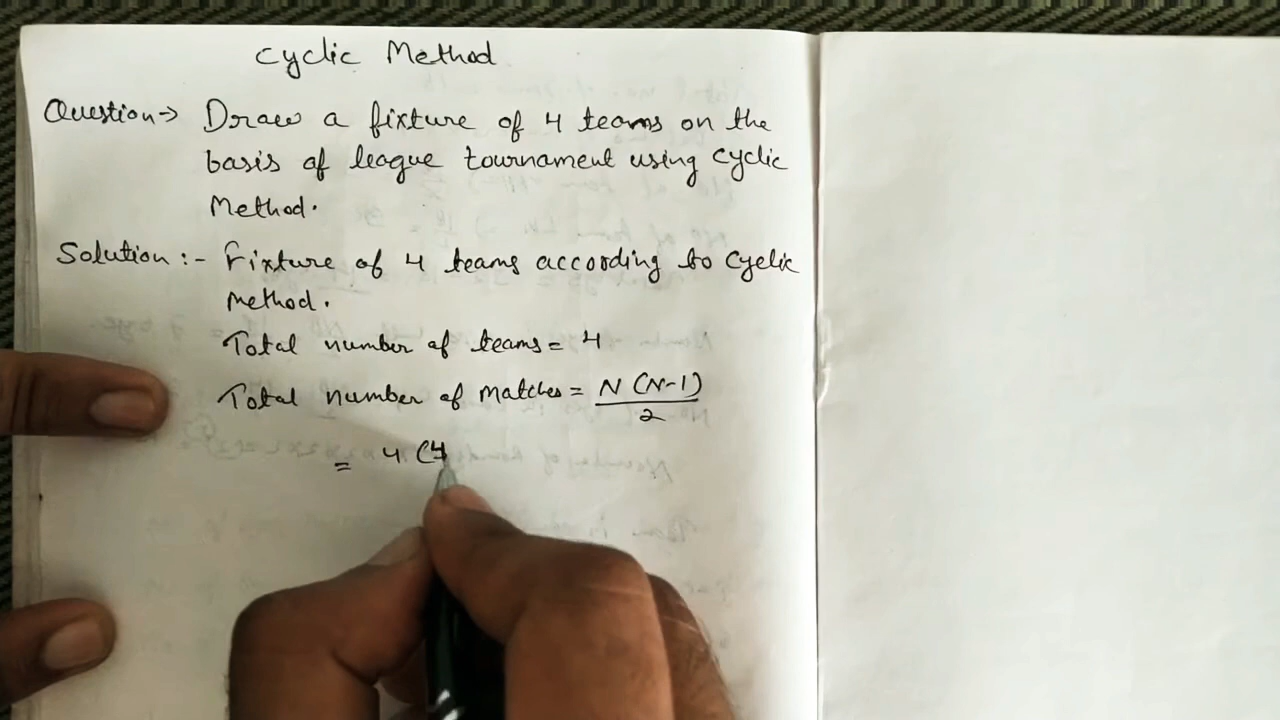 Cyclic Method
Question→ Draw a fixture of 4 teams on the
basis of league tournament using cyclic
Method.
Solution :- Fixture of 4 teams according to cyclic
Method.
Total number of teams = 4
Total number of matches = N (N-1)
2
= 4 (4